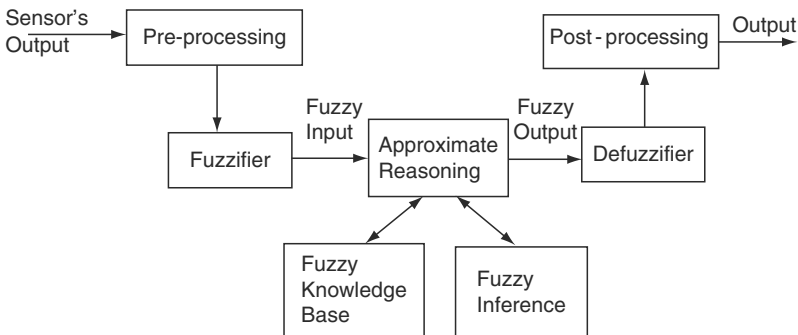 Sensor's
Output
Pre-processing
Post-processing
Output
Fuzzy
Input
Fuzzy
Output
Fuzzifier
Approximate
Reasoning
Defuzzifier
Fuzzy
Knowledge
Base
Fuzzy
Inference